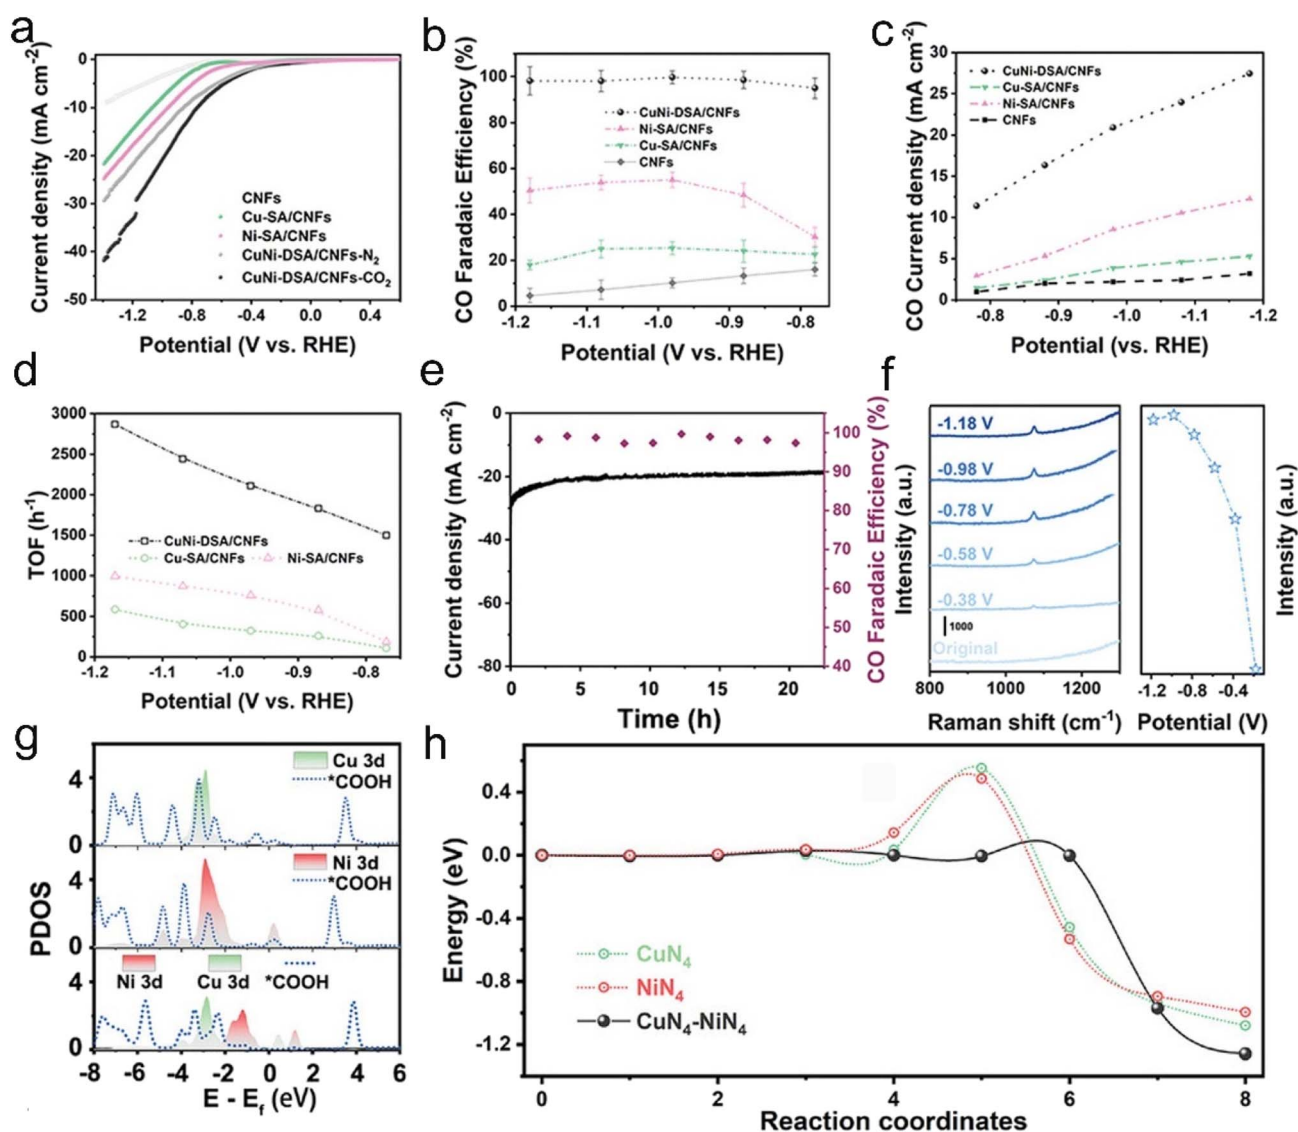 a
0
-10
-20
-30
-40
-50
Current density (mA cm-2)
CNFs
Cu-SA/CNFs
Ni-SA/CNFs
CuNi-DSA/CNFs-N2
CuNi-DSA/CNFs-CO2
-1.2 -0.8 -0.4 0.0 0.4
Potential (V vs. RHE)
b
100
80
60
40
20
0
CO Faradaic Efficiency (%)
CuNi-DSA/CNFs
Ni-SA/CNFs
Cu-SA/CNFs
CNFs
-1.2 -1.1 -1.0 -0.9 -0.8
Potential (V vs. RHE)
c
30
25
20
15
10
5
0
CO Current density (mA cm-2)
CuNi-DSA/CNFs
Cu-SA/CNFs
Ni-SA/CNFs
CNFs
-0.8 -0.9 -1.0 -1.1 -1.2
Potential (vs. RHE)
d
3000
2500
2000
1500
1000
500
0
TOF (h-1)
CuNi-DSA/CNFs
Cu-SA/CNFs Ni-SA/CNFs
-1.2 -1.1 -1.0 -0.9 -0.8
Potential (V vs. RHE)
e
0
-20
-40
-60
-80
Current density (mA cm-2)
100
90
80
70
60
50
40
CO Faradaic Efficiency (%)
0 5 10 15 20
Time (h)
f
-1.18 V
-0.98 V
-0.78 V
-0.58 V
-0.38 V
1000
Original
Intensity (a.u.)
800 1000 1200
Raman shift (cm-1)
Intensity (a.u.)
-1.2 -0.8 -0.4
Potential (V)
g
Cu 3d
*COOH
4
0
Ni 3d
*COOH
4
0
Ni 3d Cu 3d *COOH
4
0
PDOS
-8 -6 -4 -2 0 2 4 6
E - Ef (eV)
h
0.4
0.0
-0.4
-0.8
-1.2
Energy (eV)
CuN4
NiN4
CuN4-NiN4
0 2 4 6 8
Reaction coordinates